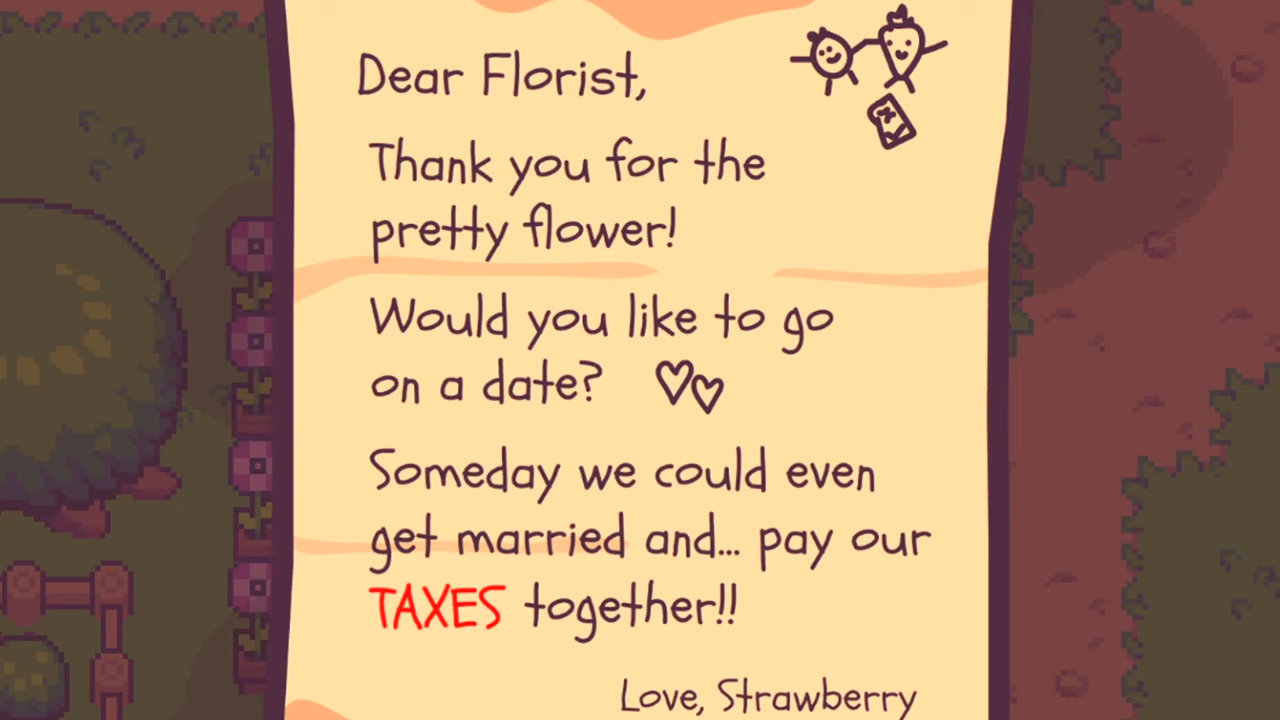 Dear Florist,
Thank you for the
pretty flower!
Would you like to go
on a date?
Someday we could even
get married and... pay our
TAXES together!!
Love, Strawberry